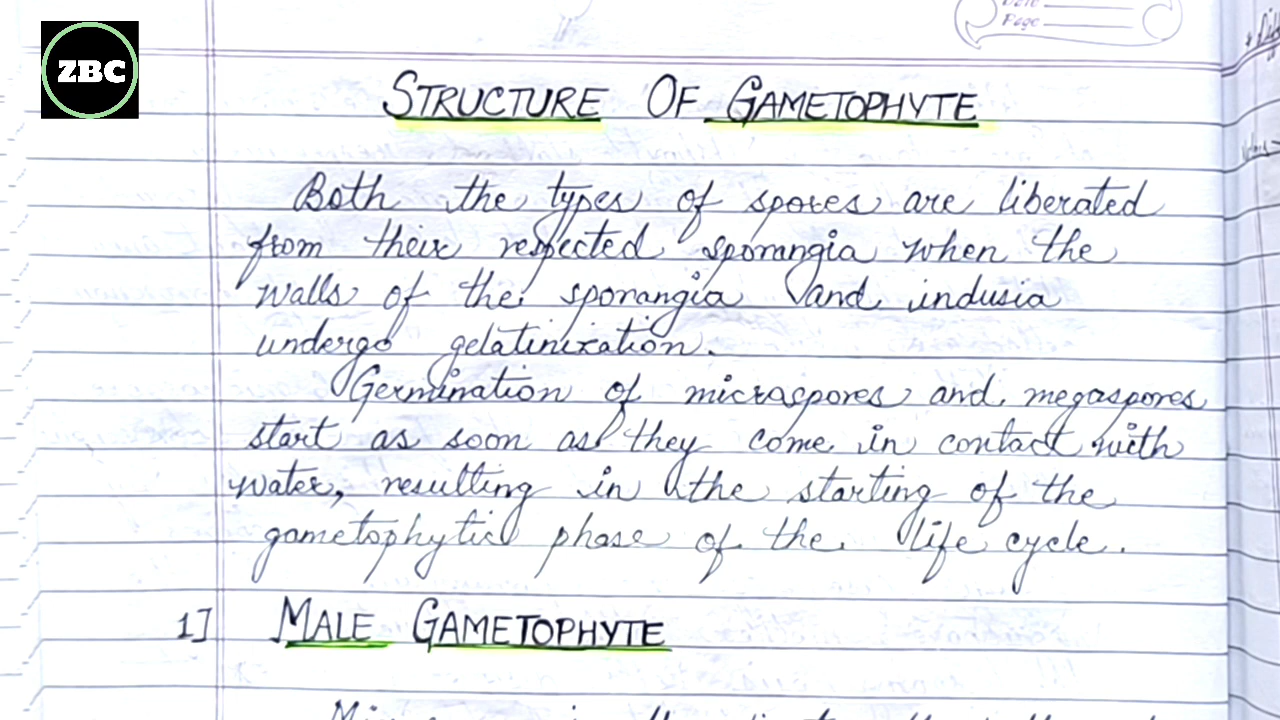 Date
Page
ZBC
STRUCTURE OF GAMETOPHYTE
Both the types of spores are liberated
from their respected sporangia when the
walls of the sporangia and indusia
undergo gelatinization.
Germination of microspores and megaspores
start as soon as they come in contact with
water, resulting in the starting of the
gametophytic phase of the life cycle.
1] MALE GAMETOPHYTE